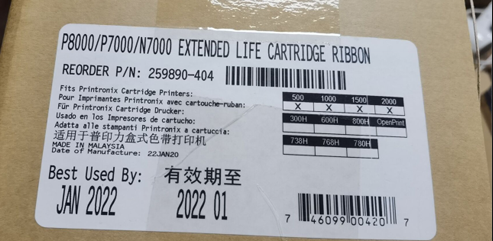 P8000/P7000/N7000 EXTENDED LIFE CARTRIDGE RIBBON
REORDER P/N: 259890-404
Fits Printronix Cartridge Printers:
Pour Imprimantes Printronix avec cartouche-ruban:
Für Printronix Cartridge Drucker:
Usado en los Impresores de cartucho:
Adatta alle stampanti Printronix a cartuccia:
适用于普印力盒式色带打印机
MADE IN MALAYSIA
Date of Manufacture: 22JAN20
500 1000 1500 2000
X X X X
300H 600H 800H OpenPrint
738H 768H 780H
Best Used By: 有效期至
JAN 2022 2022 01
7 46099 00420 7